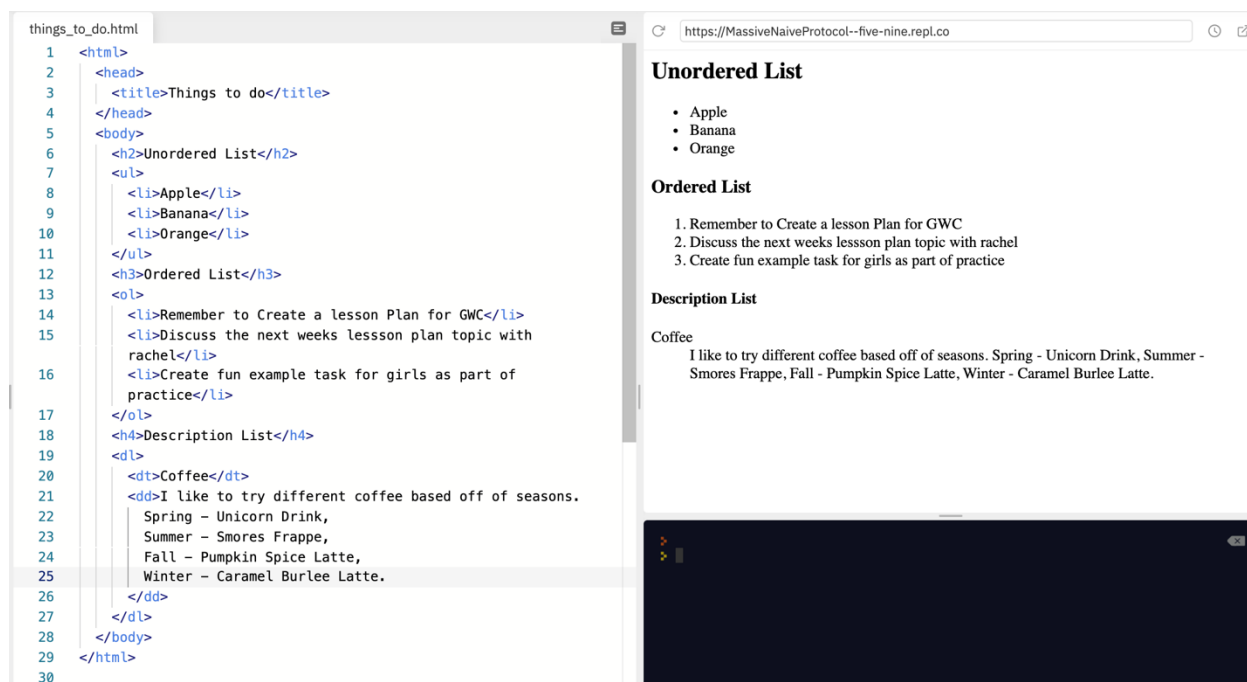 things_to_do.html
1 <html>
2 <head>
3 <title>Things to do</title>
4 </head>
5 <body>
6 <h2>Unordered List</h2>
7 <ul>
8 <li>Apple</li>
9 <li>Banana</li>
10 <li>Orange</li>
11 </ul>
12 <h3>Ordered List</h3>
13 <ol>
14 <li>Remember to Create a lesson Plan for GWC</li>
15 <li>Discuss the next weeks lessson plan topic with
rachel</li>
16 <li>Create fun example task for girls as part of
practice</li>
17 </ol>
18 <h4>Description List</h4>
19 <dl>
20 <dt>Coffee</dt>
21 <dd>I like to try different coffee based off of seasons.
22 Spring – Unicorn Drink,
23 Summer – Smores Frappe,
24 Fall – Pumpkin Spice Latte,
25 Winter – Caramel Burlee Latte.
26 </dd>
27 </dl>
28 </body>
29 </html>
30
https://MassiveNaiveProtocol--five-nine.repl.co
Unordered List
• Apple
• Banana
• Orange
Ordered List
1. Remember to Create a lesson Plan for GWC
2. Discuss the next weeks lessson plan topic with rachel
3. Create fun example task for girls as part of practice
Description List
Coffee
I like to try different coffee based off of seasons. Spring - Unicorn Drink, Summer -
Smores Frappe, Fall - Pumpkin Spice Latte, Winter - Caramel Burlee Latte.